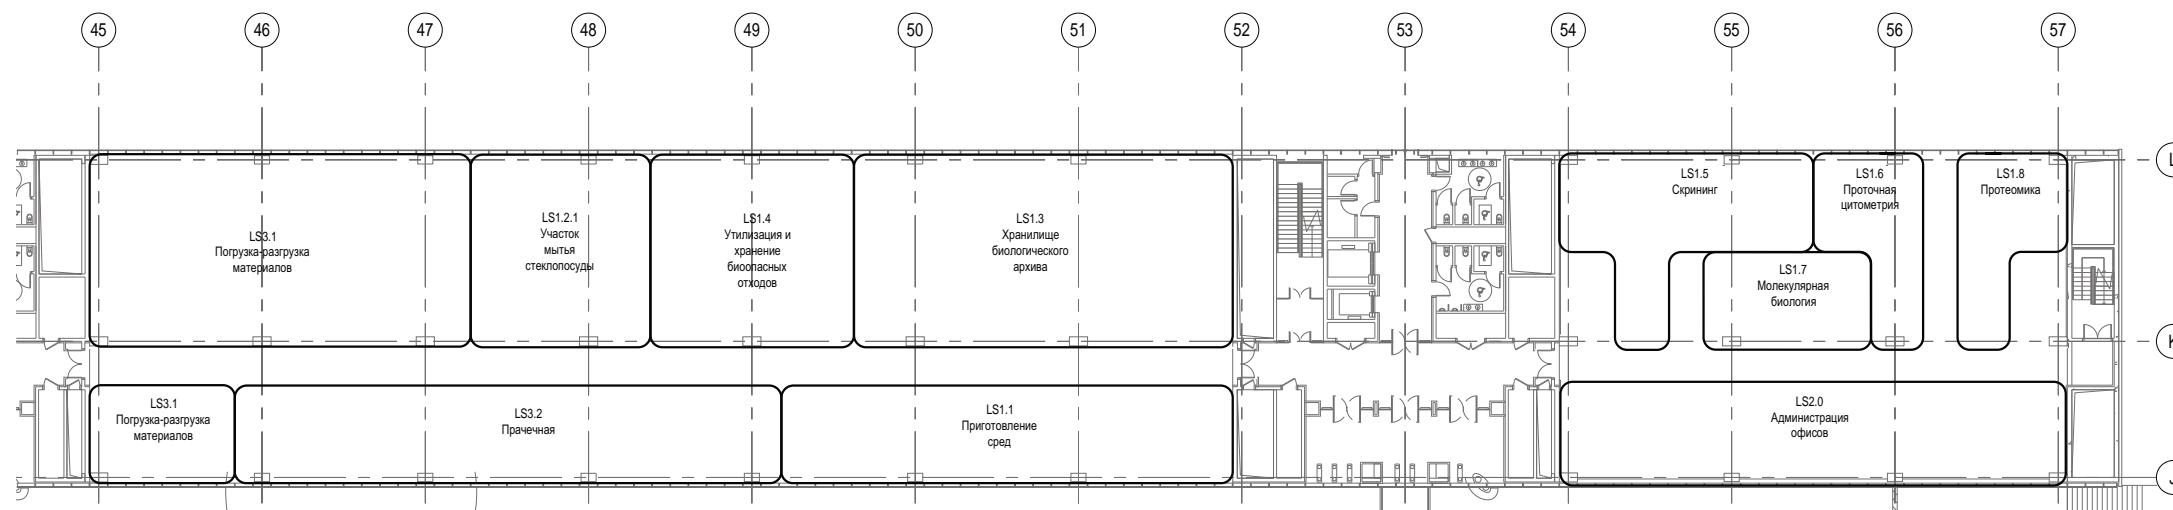 45 46 47 48 49 50 51 52 53 54 55 56 57
L
LS3.1
Погрузка-разгрузка
материалов
LS1.2.1
Участок
мытья
стеклопосуды
LS1.4
Утилизация и
хранение
биоопасных
отходов
LS1.3
Хранилище
биологического
архива
LS1.5
Скрининг
LS1.6
Проточная
цитометрия
LS1.8
Протеомика
LS1.7
Молекулярная
биология
K
LS3.1
Погрузка-разгрузка
материалов
LS3.2
Прачечная
LS1.1
Приготовление
сред
LS2.0
Администрация
офисов
J